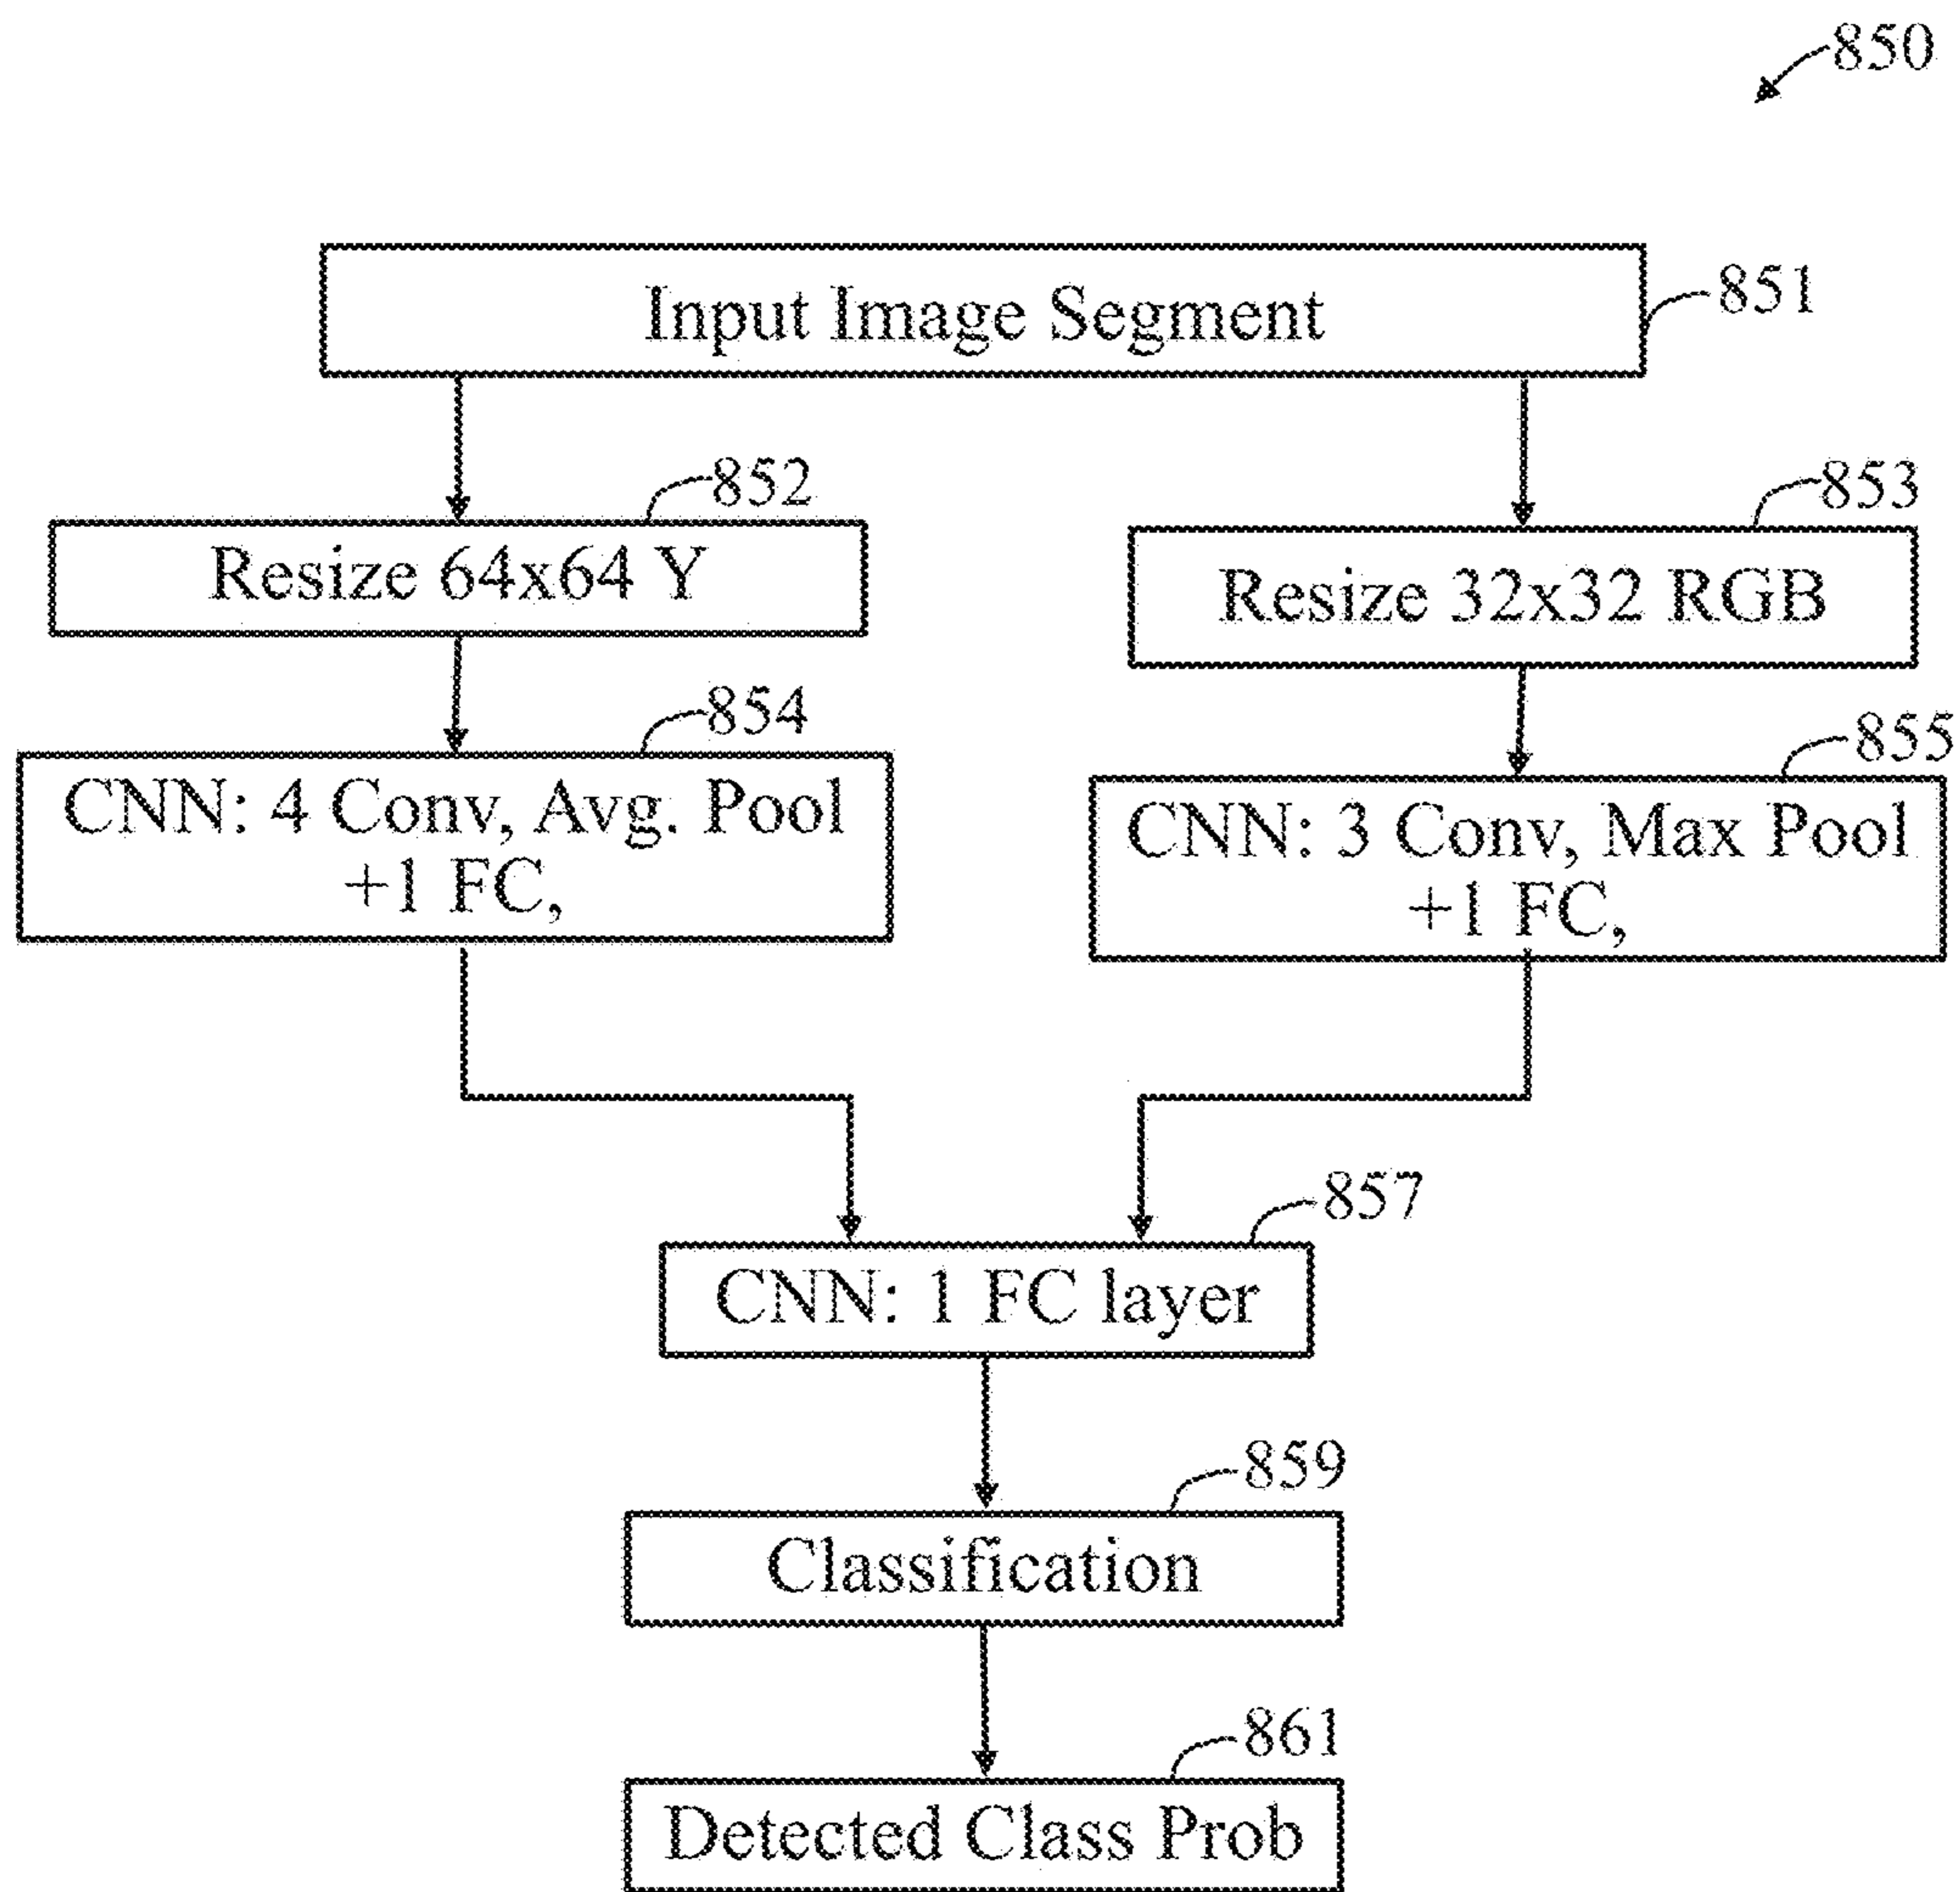 850
Input Image Segment
851
852
853
Resize 64x64 Y
Resize 32x32 RGB
854
855
CNN: 4 Conv, Avg. Pool
+1 FC,
CNN: 3 Conv, Max Pool
+1 FC,
857
CNN: 1 FC layer
859
Classification
861
Detected Class Prob